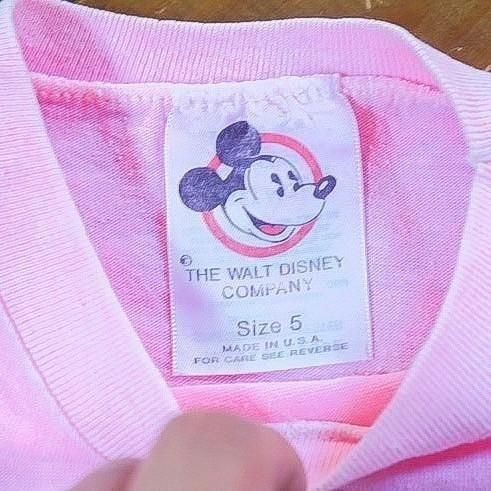 ©
THE WALT DISNEY
COMPANY
Size 5
MADE IN U.S.A.
FOR CARE SEE REVERSE